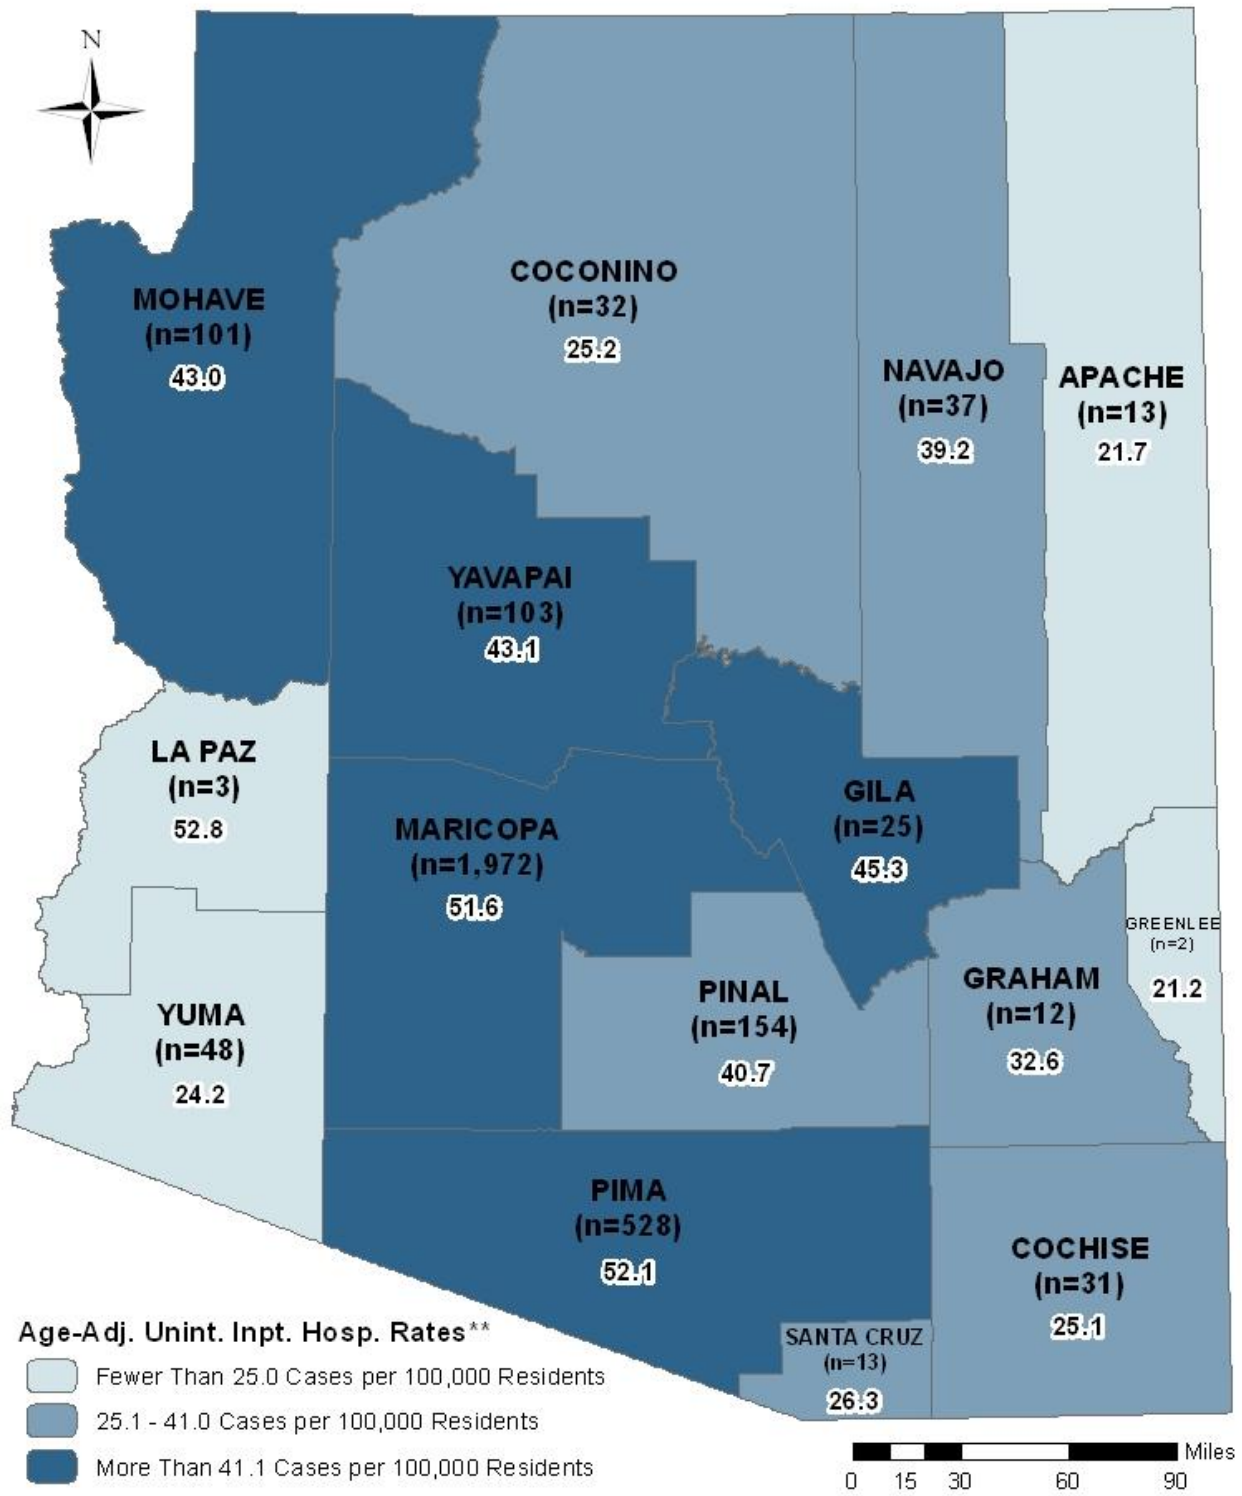 N
MOHAVE
(n=101)
43.0
COCONINO
(n=32)
25.2
NAVAJO
(n=37)
39.2
APACHE
(n=13)
21.7
YAVAPAI
(n=103)
43.1
LA PAZ
(n=3)
52.8
MARICOPA
(n=1,972)
51.6
GILA
(n=25)
45.3
GREENLEE
(n=2)
21.2
YUMA
(n=48)
24.2
PINAL
(n=154)
40.7
GRAHAM
(n=12)
32.6
PIMA
(n=528)
52.1
COCHISE
(n=31)
25.1
SANTA CRUZ
(n=13)
26.3
Age-Adj. Unint. Inpt. Hosp. Rates**
Fewer Than 25.0 Cases per 100,000 Residents
25.1 - 41.0 Cases per 100,000 Residents
More Than 41.1 Cases per 100,000 Residents
Miles
0 15 30 60 90